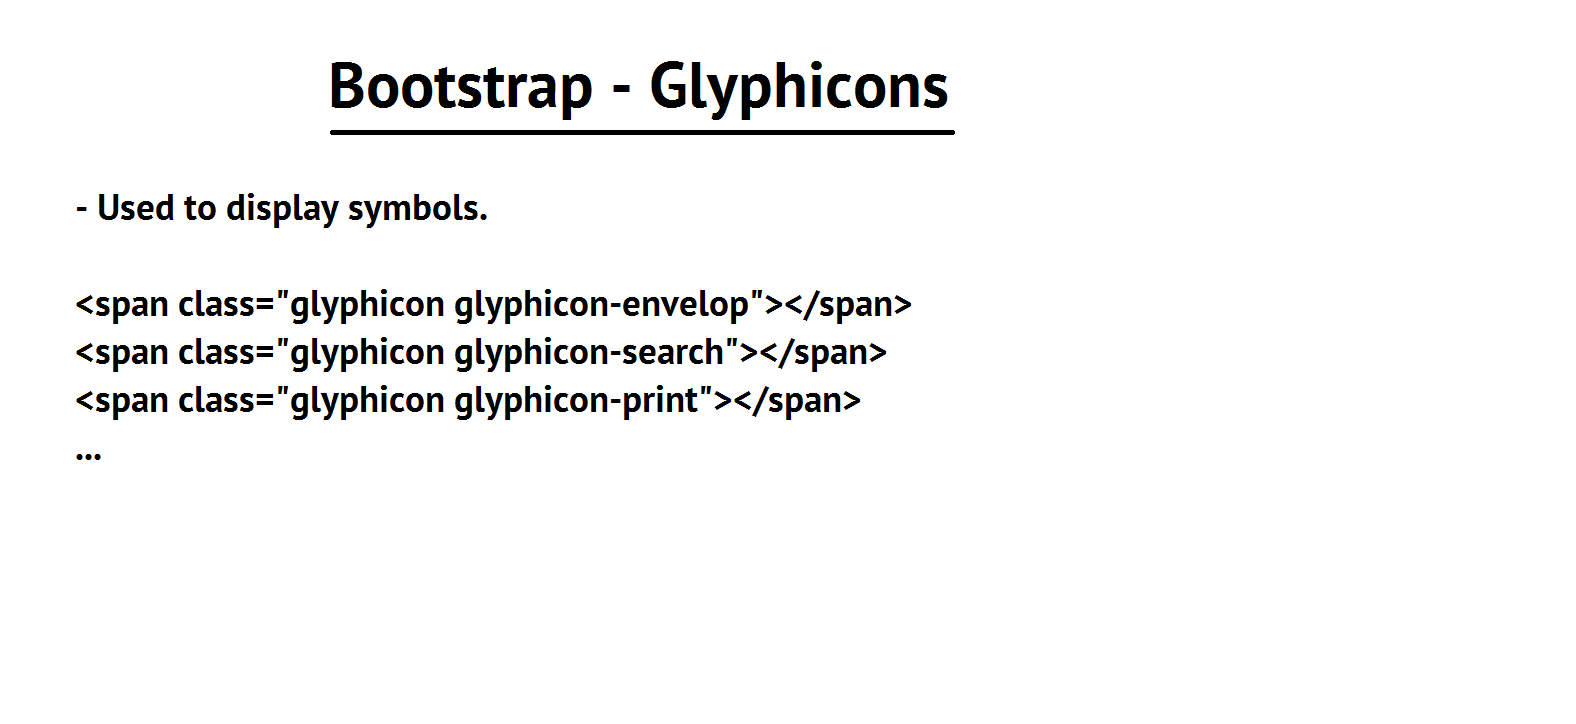 Bootstrap - Glyphicons
- Used to display symbols.
<span class="glyphicon glyphicon-envelop"></span>
<span class="glyphicon glyphicon-search"></span>
<span class="glyphicon glyphicon-print"></span>
...